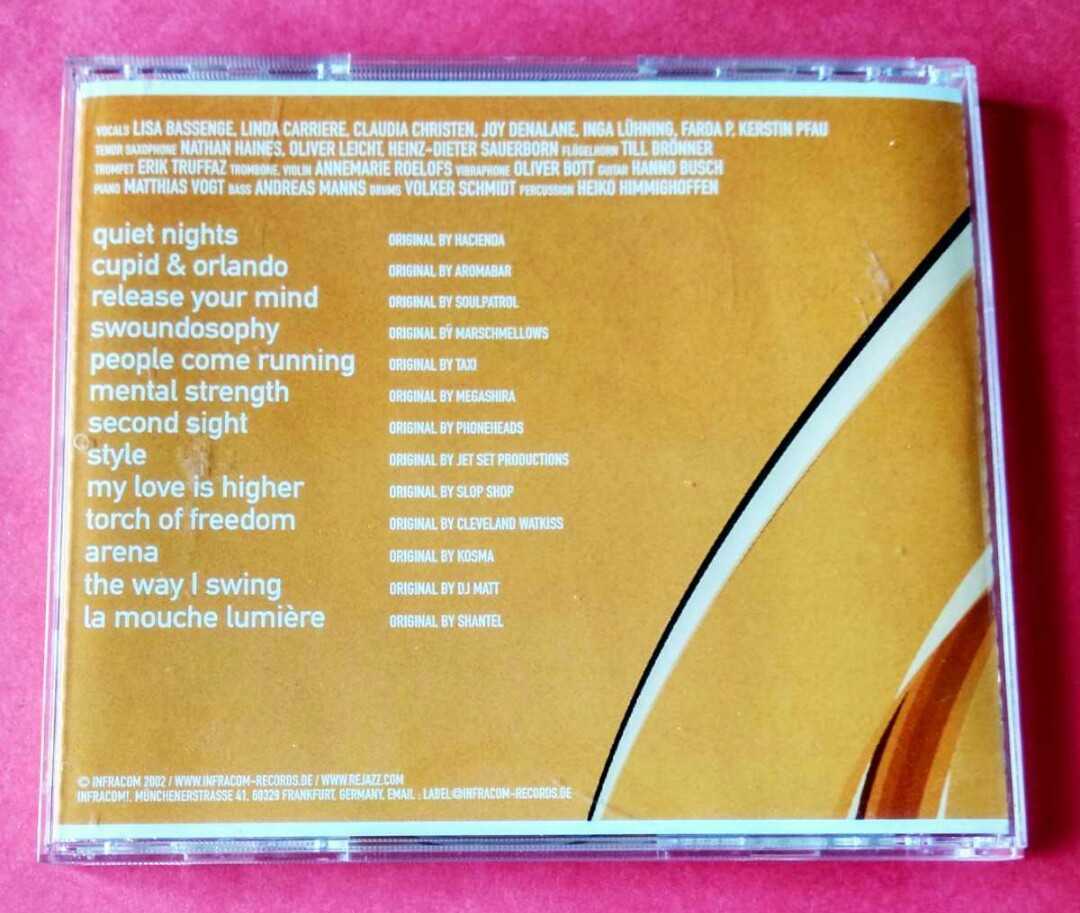 VOCALS LISA BASSENGE, LINDA CARRIERE, CLAUDIA CHRISTEN, JOY DENALANE, INGA LÜHNING, FARDA P, KERSTIN PFAU
TENOR SAXOPHONE NATHAN HAINES, OLIVER LEICHT, HEINZ-DIETER SAUERBORN FLÜGELHORN TILL BRÖNNER
TRUMPET ERIK TRUFFAZ TROMBONE, VIOLIN ANNEMARIE ROELOFS VIBRAPHONE OLIVER BOTT GUITAR HANNO BUSCH
PIANO MATTHIAS VOGT BASS ANDREAS MANNS DRUMS VOLKER SCHMIDT PERCUSSION HEIKO HIMMIGHOFFEN
quiet nights ORIGINAL BY HACIENDA
cupid & orlando ORIGINAL BY AROMABAR
release your mind ORIGINAL BY SOULPATROL
swoundosophy ORIGINAL BY MARSCHMELLOWS
people come running ORIGINAL BY TAXI
mental strength ORIGINAL BY MEGASHIRA
second sight ORIGINAL BY PHONEHEADS
style ORIGINAL BY JET SET PRODUCTIONS
my love is higher ORIGINAL BY SLOP SHOP
torch of freedom ORIGINAL BY CLEVELAND WATKISS
arena ORIGINAL BY KOSMA
the way I swing ORIGINAL BY DJ MATT
la mouche lumière ORIGINAL BY SHANTEL
© INFRACOM 2002 / WWW.INFRACOM-RECORDS.DE / WWW.REJAZZ.COM
INFRACOM!, MÜNCHENERSTRASSE 41, 60329 FRANKFURT, GERMANY, EMAIL : LABEL@INFRACOM-RECORDS.DE